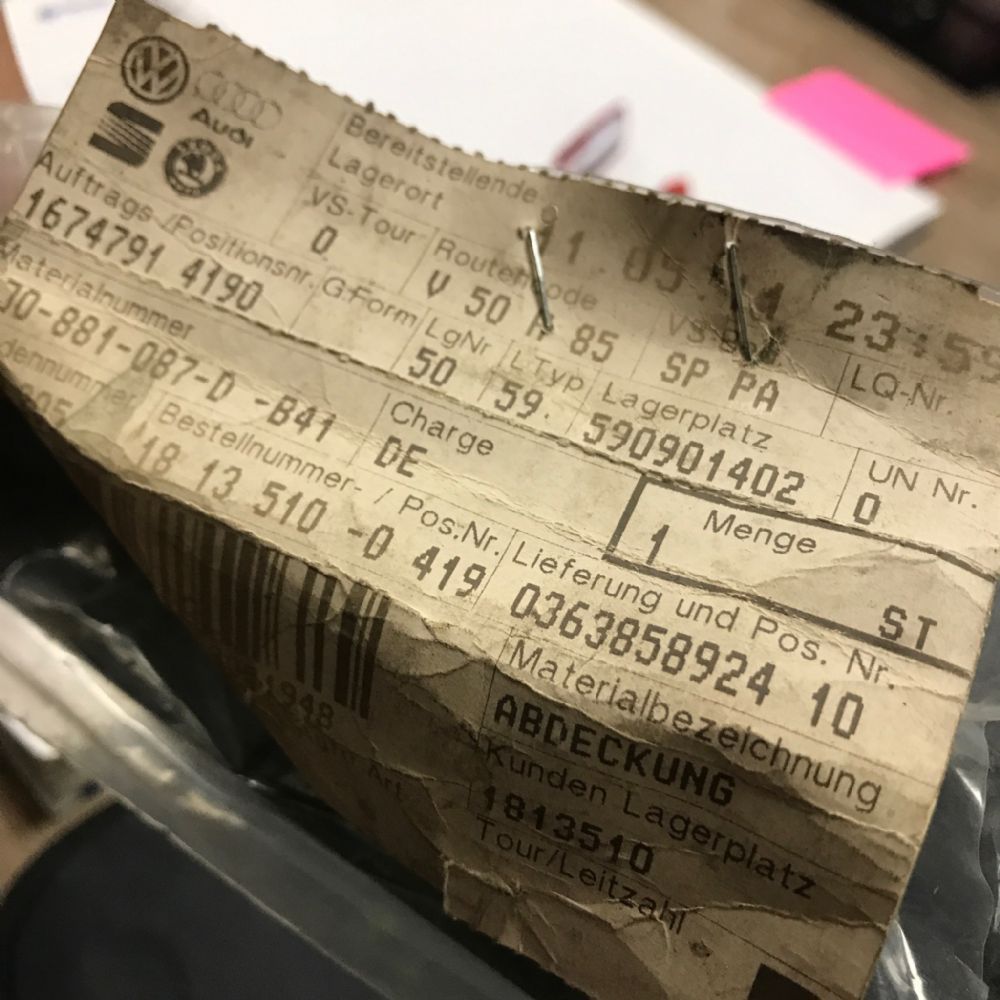 Audi
Bereitstellende
Lagerort
23:59
VS-Tour
0
Routencode
V 50 85
SP PA
LQ-Nr.
Auftrags-/Positionsnr.
1674791 4190
G.Form
LgNr
50
L Typ
59.
Lagerplatz
590901402
UN Nr.
0
Materialnummer
-881-087-D -B41
Charge
DE
Menge
1
ST
Bestellnummer- / Pos.Nr.
18 13 510 -0 419
Lieferung und Pos. Nr.
0363858924 10
Materialbezeichnung
ABDECKUNG
Kunden Lagerplatz
1813510
Tour/Leitzahl
Art